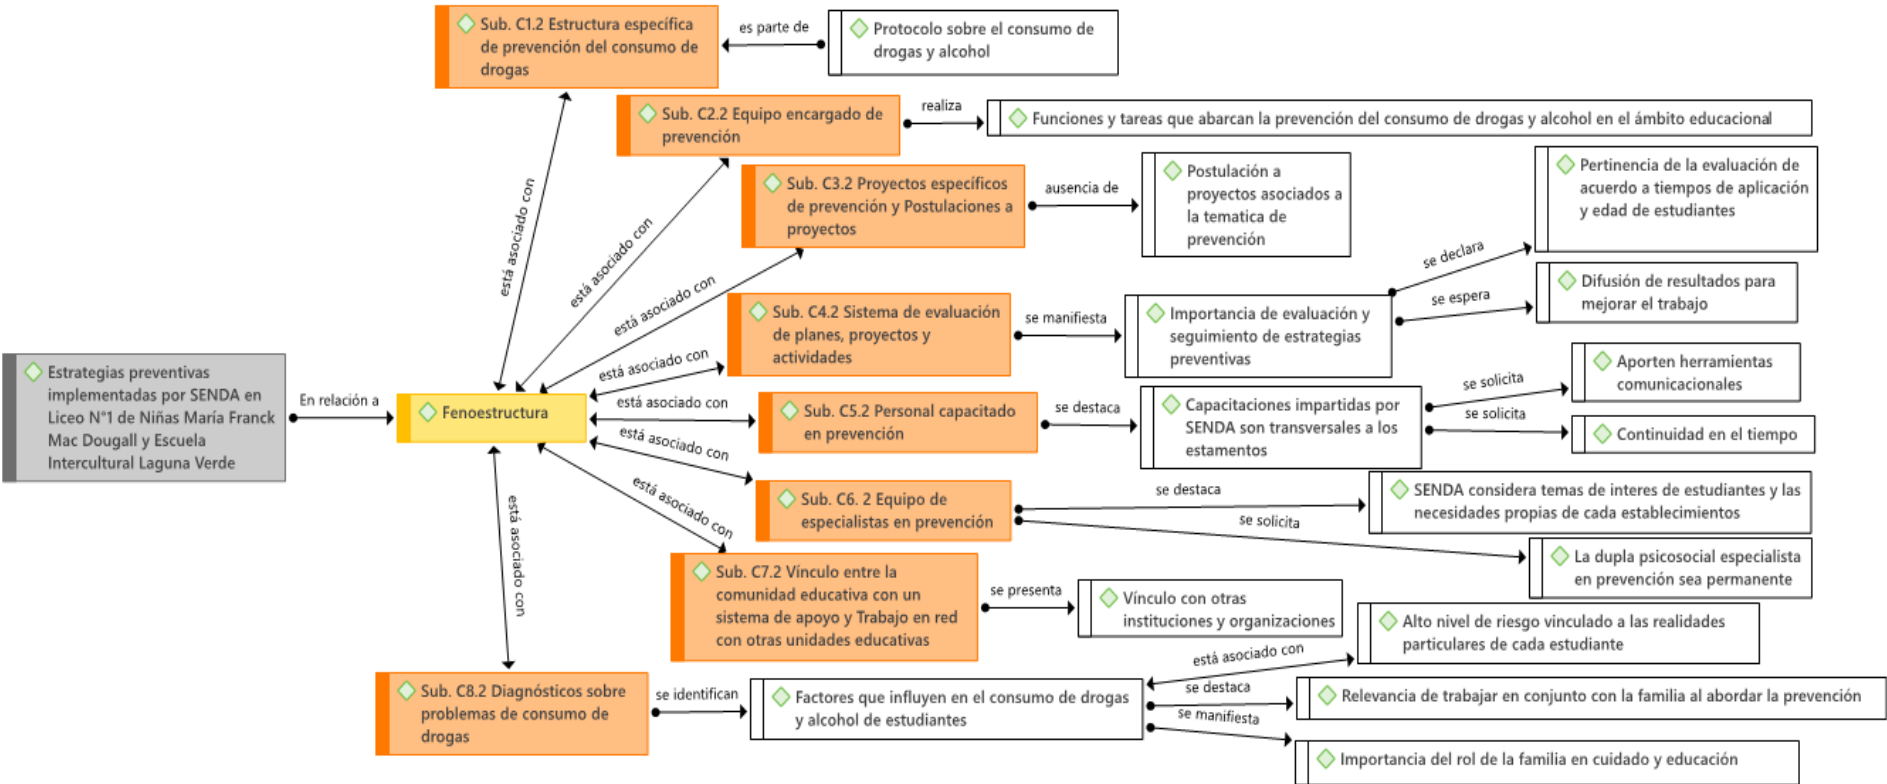 Sub. C1.2 Estructura específica
de prevención del consumo de
drogas
es parte de
Protocolo sobre el consumo de
drogas y alcohol
Sub. C2.2 Equipo encargado de
prevención
realiza
Funciones y tareas que abarcan la prevención del consumo de drogas y alcohol en el ámbito educacional
Sub. C3.2 Proyectos específicos
de prevención y Postulaciones a
proyectos
ausencia de
Postulación a
proyectos asociados a
la tematica de
prevención
Pertinencia de la evaluación de
acuerdo a tiempos de aplicación
y edad de estudiantes
está asociado con
está asociado con
está asociado con
se declara
Sub. C4.2 Sistema de evaluación
de planes, proyectos y
actividades
se manifiesta
Importancia de evaluación y
seguimiento de estrategias
preventivas
se espera
Difusión de resultados para
mejorar el trabajo
Estrategias preventivas
implementadas por SENDA en
Liceo N°1 de Niñas María Franck
Mac Dougall y Escuela
Intercultural Laguna Verde
En relación a
Fenoestructura
está asociado con
está asociado con
Sub. C5.2 Personal capacitado
en prevención
se destaca
Capacitaciones impartidas por
SENDA son transversales a los
estamentos
se solicita
Aporten herramientas
comunicacionales
se solicita
Continuidad en el tiempo
está asociado con
Sub. C6. 2 Equipo de
especialistas en prevención
se destaca
SENDA considera temas de interes de estudiantes y las
necesidades propias de cada establecimientos
se solicita
La dupla psicosocial especialista
en prevención sea permanente
está asociado con
Sub. C7.2 Vínculo entre la
comunidad educativa con un
sistema de apoyo y Trabajo en red
con otras unidades educativas
se presenta
Vínculo con otras
instituciones y organizaciones
está asociado con
Sub. C8.2 Diagnósticos sobre
problemas de consumo de
drogas
se identifican
Factores que influyen en el consumo de drogas
y alcohol de estudiantes
está asociado con
Alto nivel de riesgo vinculado a las realidades
particulares de cada estudiante
se destaca
Relevancia de trabajar en conjunto con la familia al abordar la prevención
se manifiesta
Importancia del rol de la familia en cuidado y educación